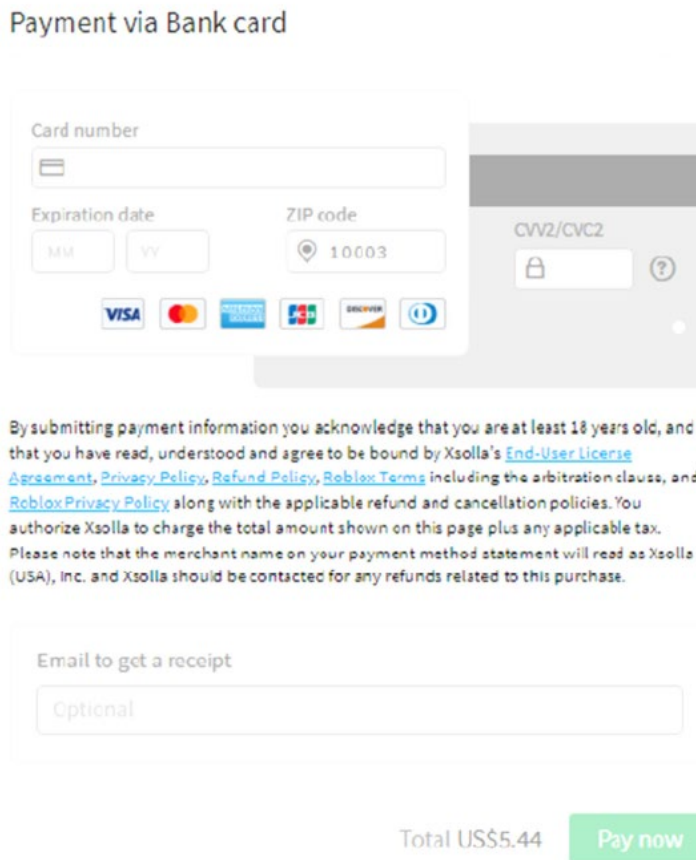 Payment via Bank card
Card number
Expiration date
ZIP code
MM
YY
10003
CVV2/CVC2
?
VISA
AMERICAN EXPRESS
JCB
DISCOVER
By submitting payment information you acknowledge that you are at least 18 years old, and
that you have read, understood and agree to be bound by Xsolla's End-User License
Agreement, Privacy Policy, Refund Policy, Roblox Terms including the arbitration clause, and
Roblox Privacy Policy along with the applicable refund and cancellation policies. You
authorize Xsolla to charge the total amount shown on this page plus any applicable tax.
Please note that the merchant name on your payment method statement will read as Xsolla
(USA), Inc. and Xsolla should be contacted for any refunds related to this purchase.
Email to get a receipt
Optional
Total US$5.44
Pay now